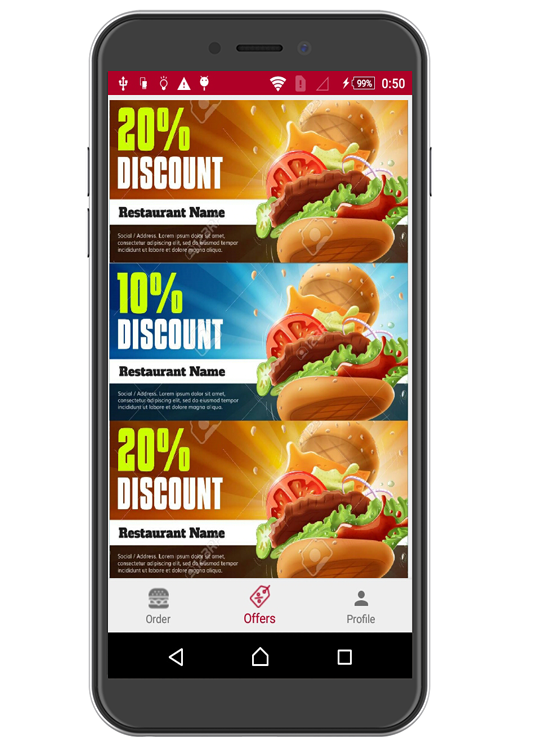 99% 0:50
20%
DISCOUNT
Restaurant Name
Social / Address. Lorem ipsum dolor sit amet,
consectetur adipiscing elit, sed do eiusmod tempor
incididunt ut labore et dolore magna aliqua.
10%
DISCOUNT
Restaurant Name
Social / Address. Lorem ipsum dolor sit amet,
consectetur adipiscing elit, sed do eiusmod tempor
incididunt ut labore et dolore magna aliqua.
20%
DISCOUNT
Restaurant Name
Social / Address. Lorem ipsum dolor sit amet,
consectetur adipiscing elit, sed do eiusmod tempor
incididunt ut labore et dolore magna aliqua.
Order Offers Profile